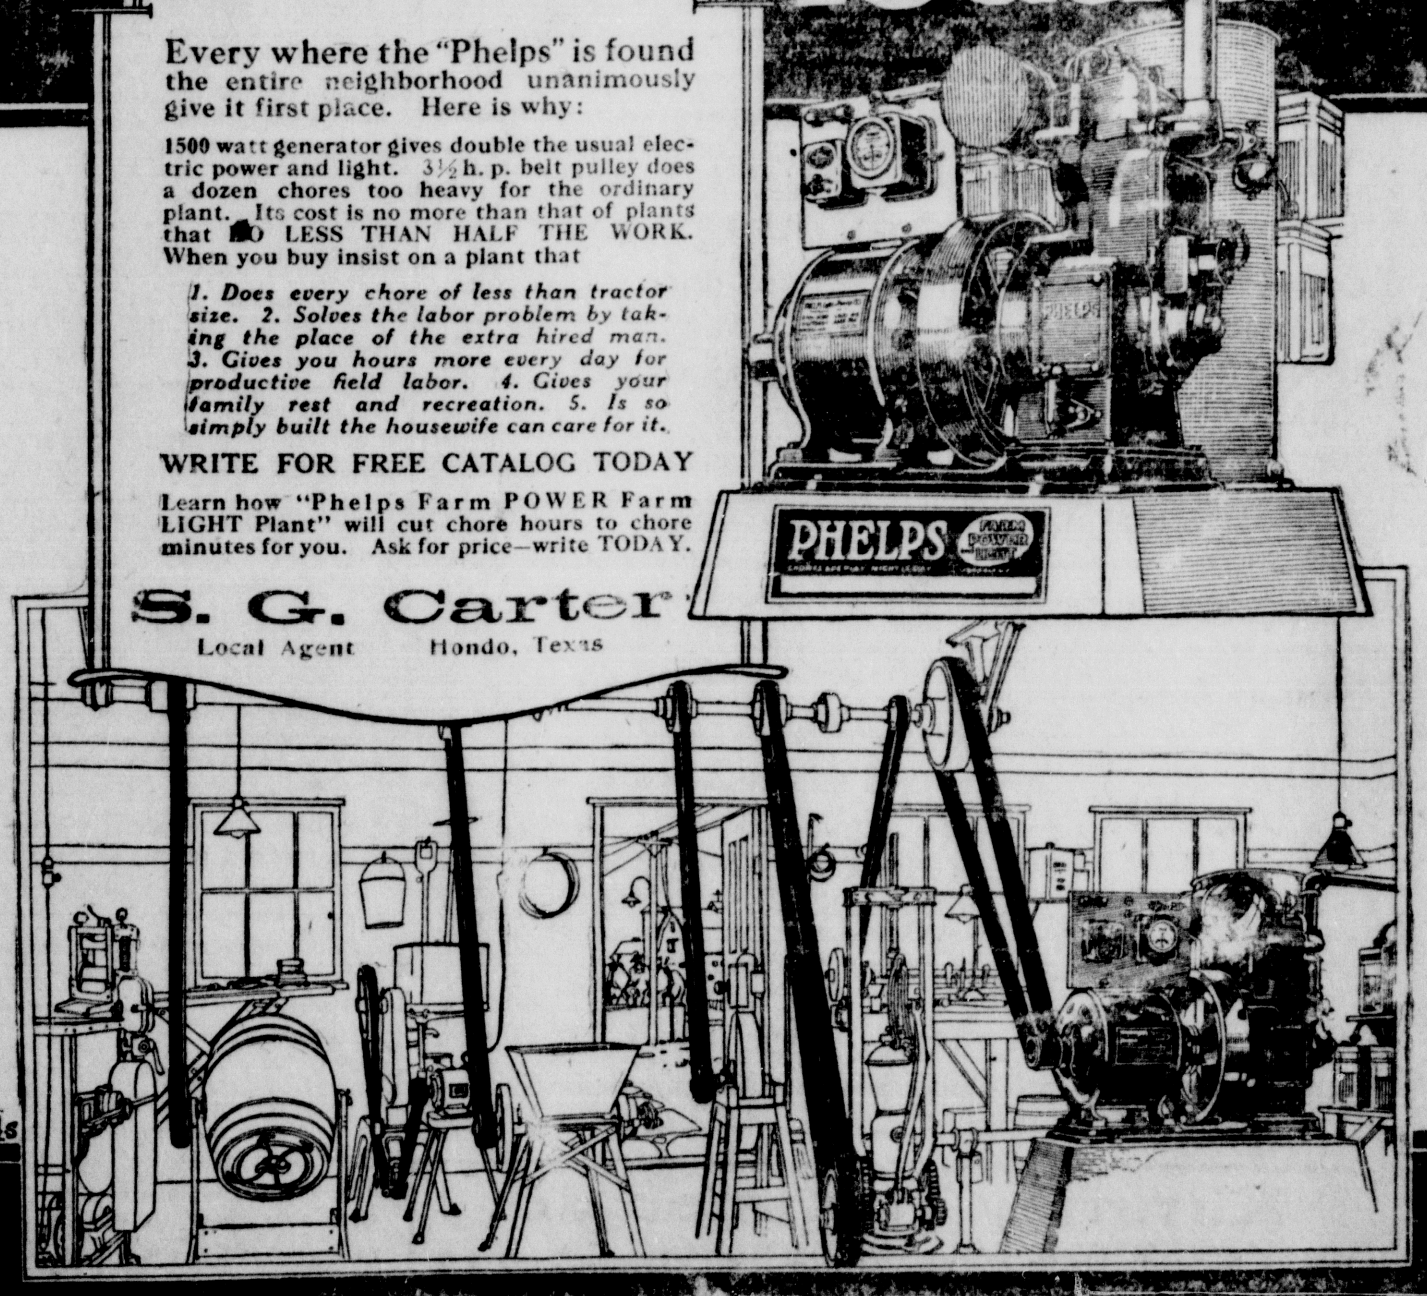 Every where the "Phelps" is found
the entire neighborhood unanimously
give it first place. Here is why:
1500 watt generator gives double the usual elec-
tric power and light. 3½ h. p. belt pulley does
a dozen chores too heavy for the ordinary
plant. Its cost is no more than that of plants
that DO LESS THAN HALF THE WORK.
When you buy insist on a plant that
1. Does every chore of less than tractor
size. 2. Solves the labor problem by tak-
ing the place of the extra hired man.
3. Gives you hours more every day for
productive field labor. 4. Gives your
family rest and recreation. 5. Is so
simply built the housewife can care for it.
WRITE FOR FREE CATALOG TODAY
Learn how "Phelps Farm POWER Farm
LIGHT Plant" will cut chore hours to chore
minutes for you. Ask for price—write TODAY.
S. G. Carter
Local Agent Hondo, Texas
PHELPS
PHELPS
FARM
POWER
LIGHT